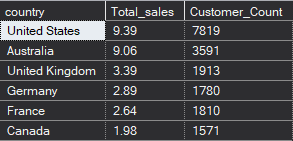 country Total_sales Customer_Count
United States 9.39 7819
Australia 9.06 3591
United Kingdom 3.39 1913
Germany 2.89 1780
France 2.64 1810
Canada 1.98 1571